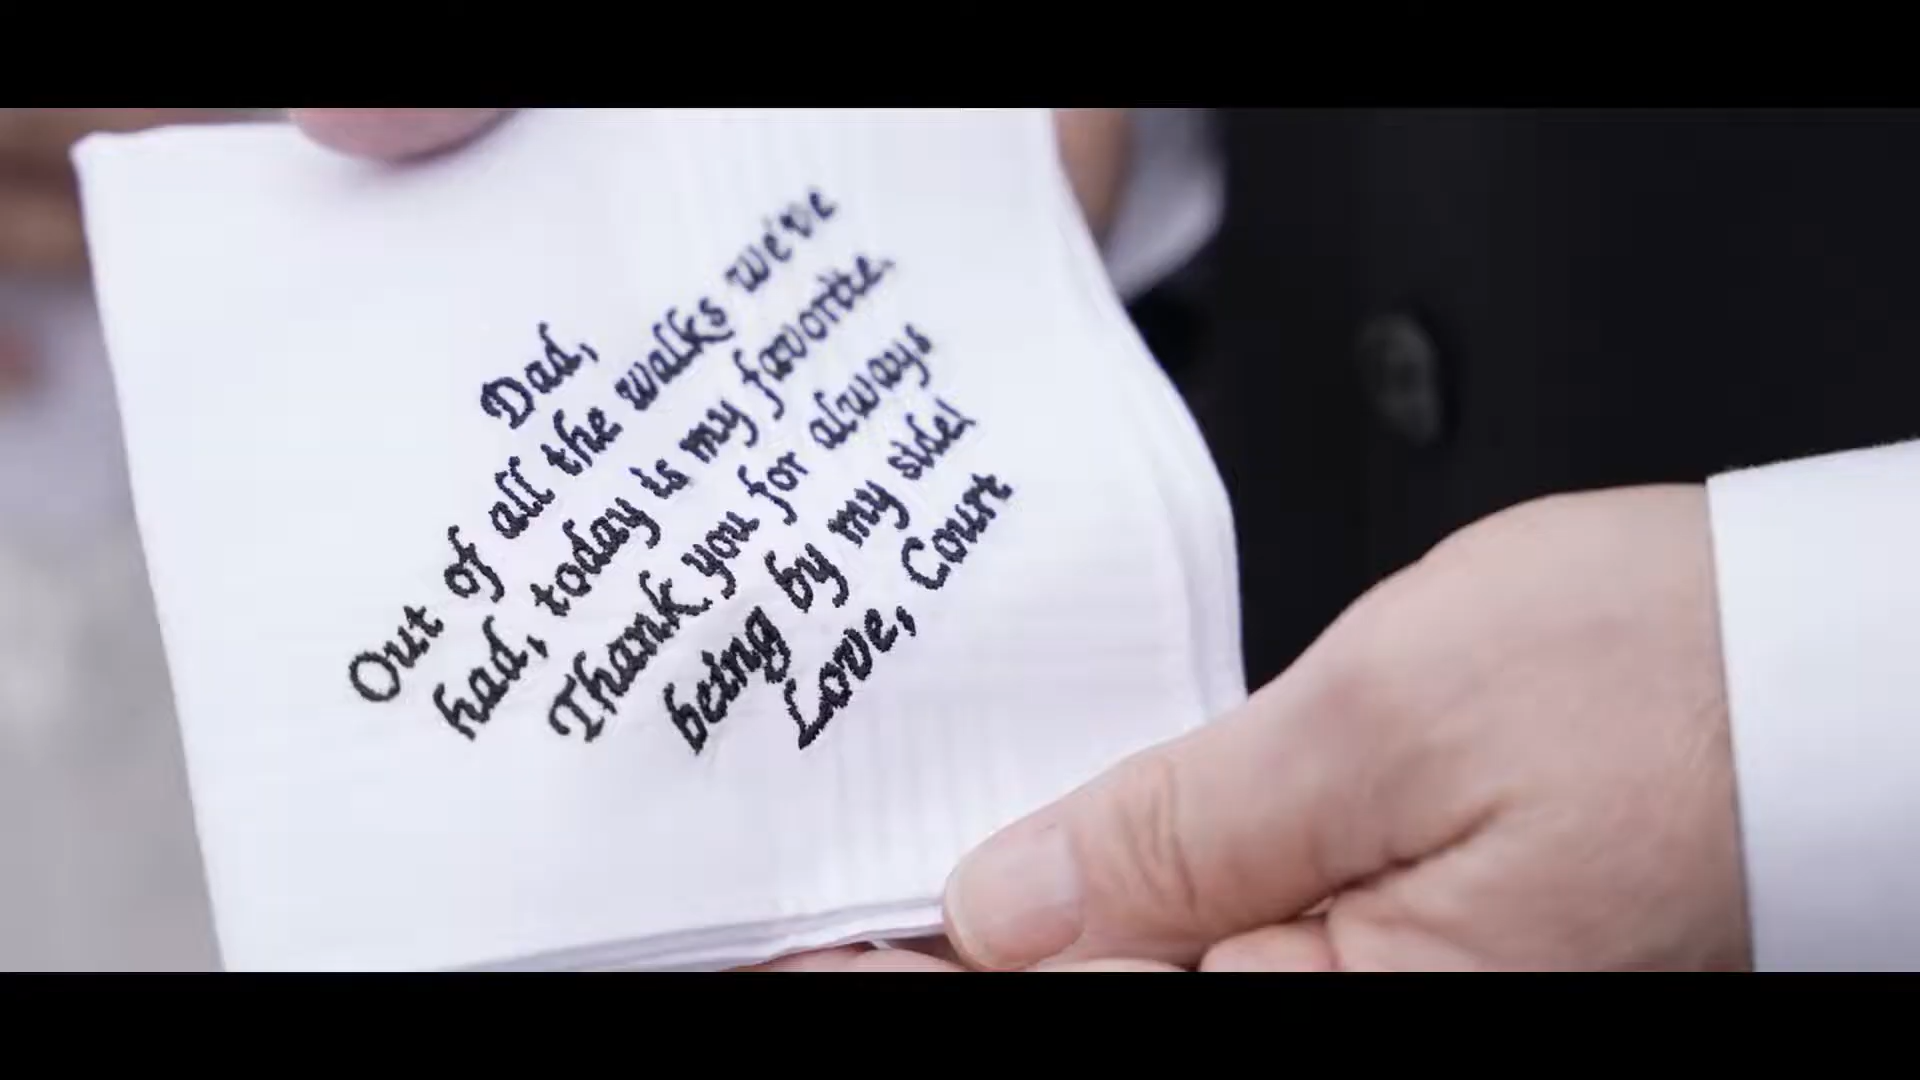 Dad,
Out of all the walks we've
had, today is my favorite.
Thank you for always
being by my side!
Love, Court